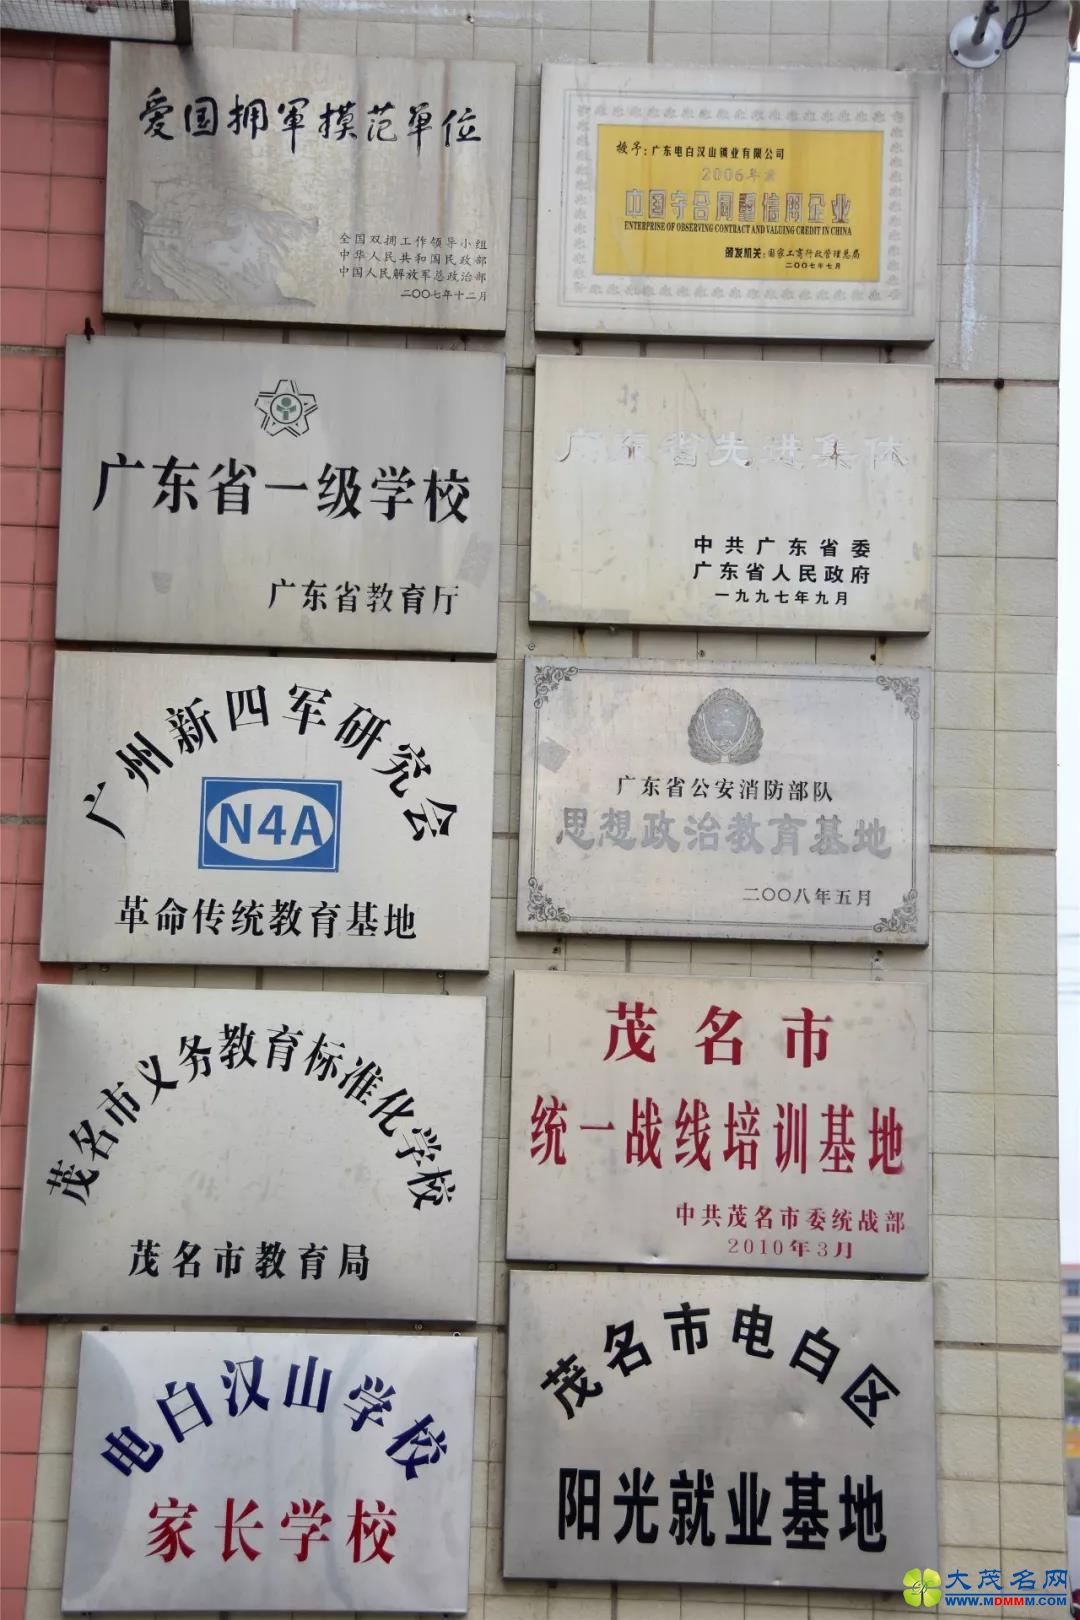 爱国拥軍模范單位
全国双拥工作领导小组
中华人民共和国民政部
中国人民解放军总政治部
二〇〇七年十二月
授予：广东电白汉山镇业有限公司
2006年度
中国守合同重信用企业
ENTERPRISE OF OBSERVING CONTRACT AND VALUING CREDIT IN CHINA
颁发机关：国家工商行政管理总局
二〇〇七年七月
广东省一级学校
广东省教育厅
广东省先进集体
中共广东省委
广东省人民政府
一九九七年九月
广州新四军研究会
N4A
革命传统教育基地
广东省公安消防部队
思想政治教育基地
二〇〇八年五月
茂名市义务教育标准化学校
茂名市教育局
茂名市
统一战线培训基地
中共茂名市委统战部
2010年3月
电白汉山学校
家长学校
茂名市电白区
阳光就业基地
大茂名网
WWW.MDMMM.COM